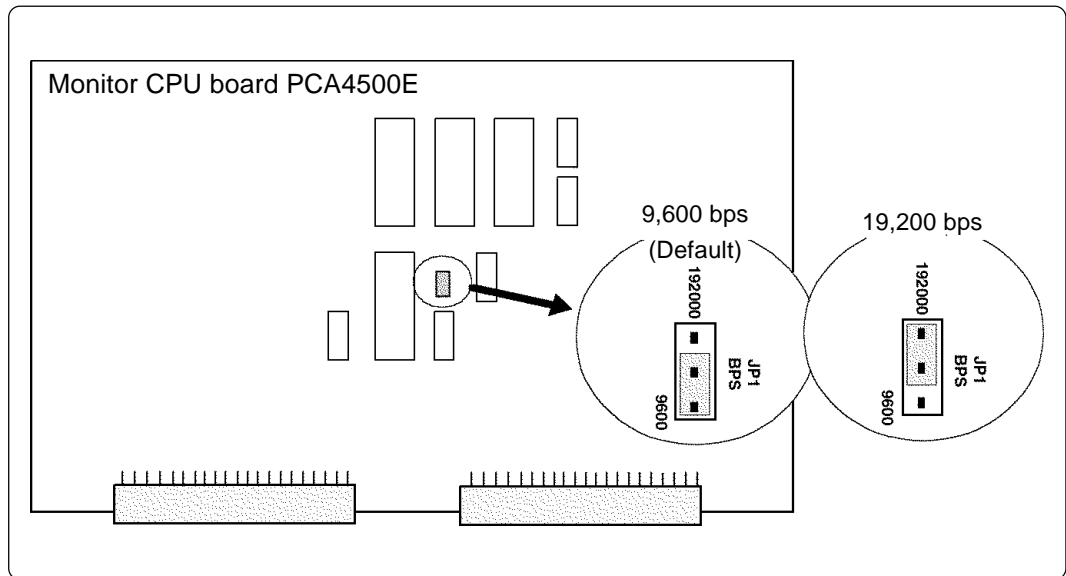 Monitor CPU board PCA4500E
9,600 bps
(Default)
192000
JP1
BPS
9600
19,200 bps
192000
JP1
BPS
9600